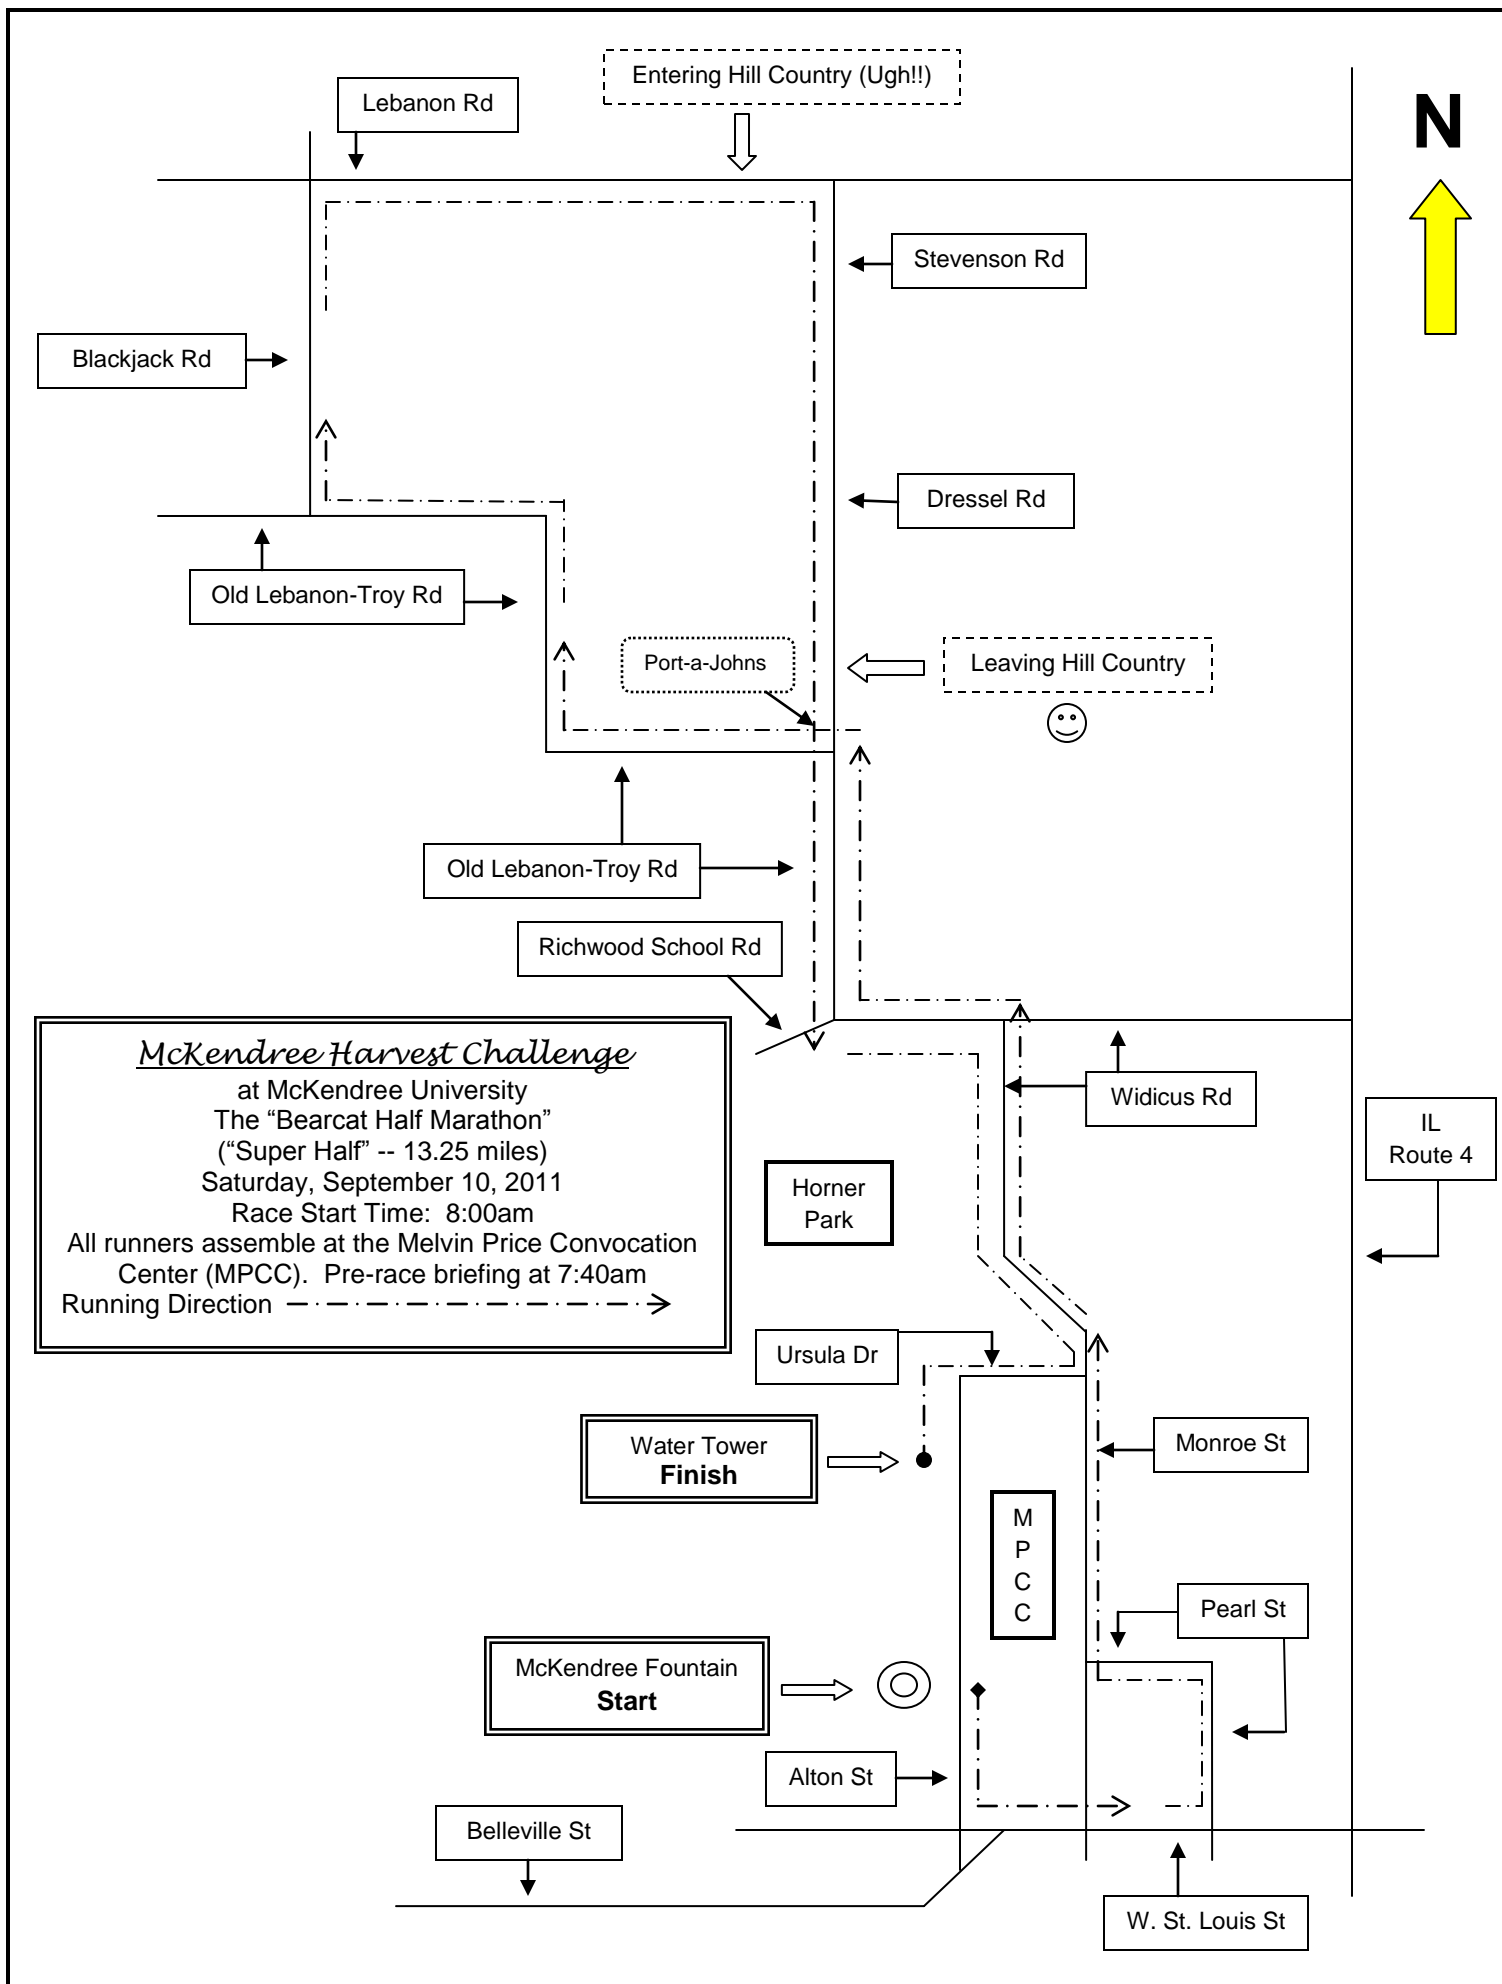 Entering Hill Country (Ugh!!)
Lebanon Rd
N
Stevenson Rd
Blackjack Rd
Dressel Rd
Old Lebanon-Troy Rd
Port-a-Johns
Leaving Hill Country
Old Lebanon-Troy Rd
Richwood School Rd
McKendree Harvest Challenge
at McKendree University
The “Bearcat Half Marathon”
(“Super Half” -- 13.25 miles)
Saturday, September 10, 2011
Race Start Time:  8:00am
All runners assemble at the Melvin Price Convocation
Center (MPCC).  Pre-race briefing at 7:40am
Running Direction
Widicus Rd
IL
Route 4
Horner
Park
Ursula Dr
Water Tower
Finish
Monroe St
M
P
C
C
Pearl St
McKendree Fountain
Start
Alton St
Belleville St
W. St. Louis St